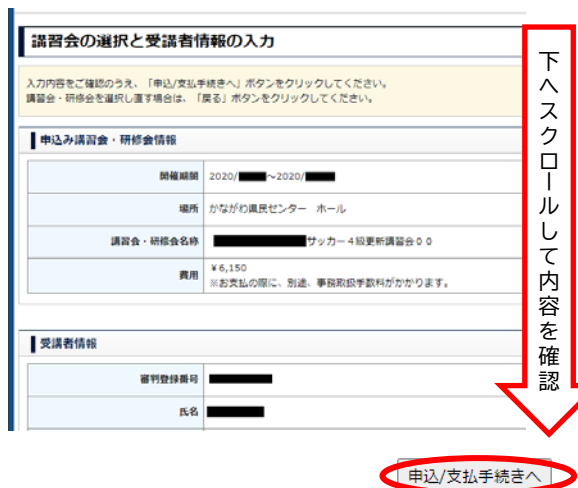 講習会の選択と受講者情報の入力
入力内容をご確認のうえ、「申込/支払手続きへ」ボタンをクリックしてください。
講習会・研修会を選択し直す場合は、「戻る」ボタンをクリックしてください。
申込み講習会・研修会情報
開催期間 2020/ ～2020/
場所 かながわ県民センター ホール
講習会・研修会名称 サッカー４級更新講習会００
費用 ¥6,150
※お支払の際に、別途、事務取扱手数料がかかります。
受講者情報
審判登録番号
氏名
下へスクロールして内容を確認
申込/支払手続きへ